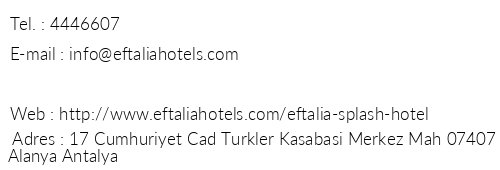 Tel. : 4446607
E-mail : info@eftaliahotels.com
Web : http://www.eftaliahotels.com/eftalia-splash-hotel
Adres : 17 Cumhuriyet Cad Turkler Kasabasi Merkez Mah 07407
Alanya Antalya